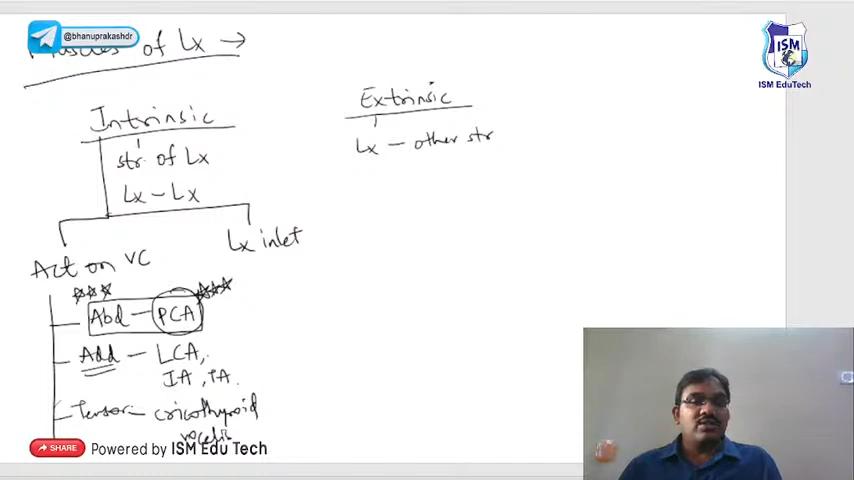 @bhanuprakashdr
Muscles of Lx →
ISM
ISM EduTech
Intrinsic
Extrinsic
str of Lx
Lx - other str
Lx - Lx
Lx inlet
Act on VC
Abd - PCA
Add - LCA,
IA, TA.
Tensor - cricothyroid
vocalis
SHARE
Powered by ISM Edu Tech